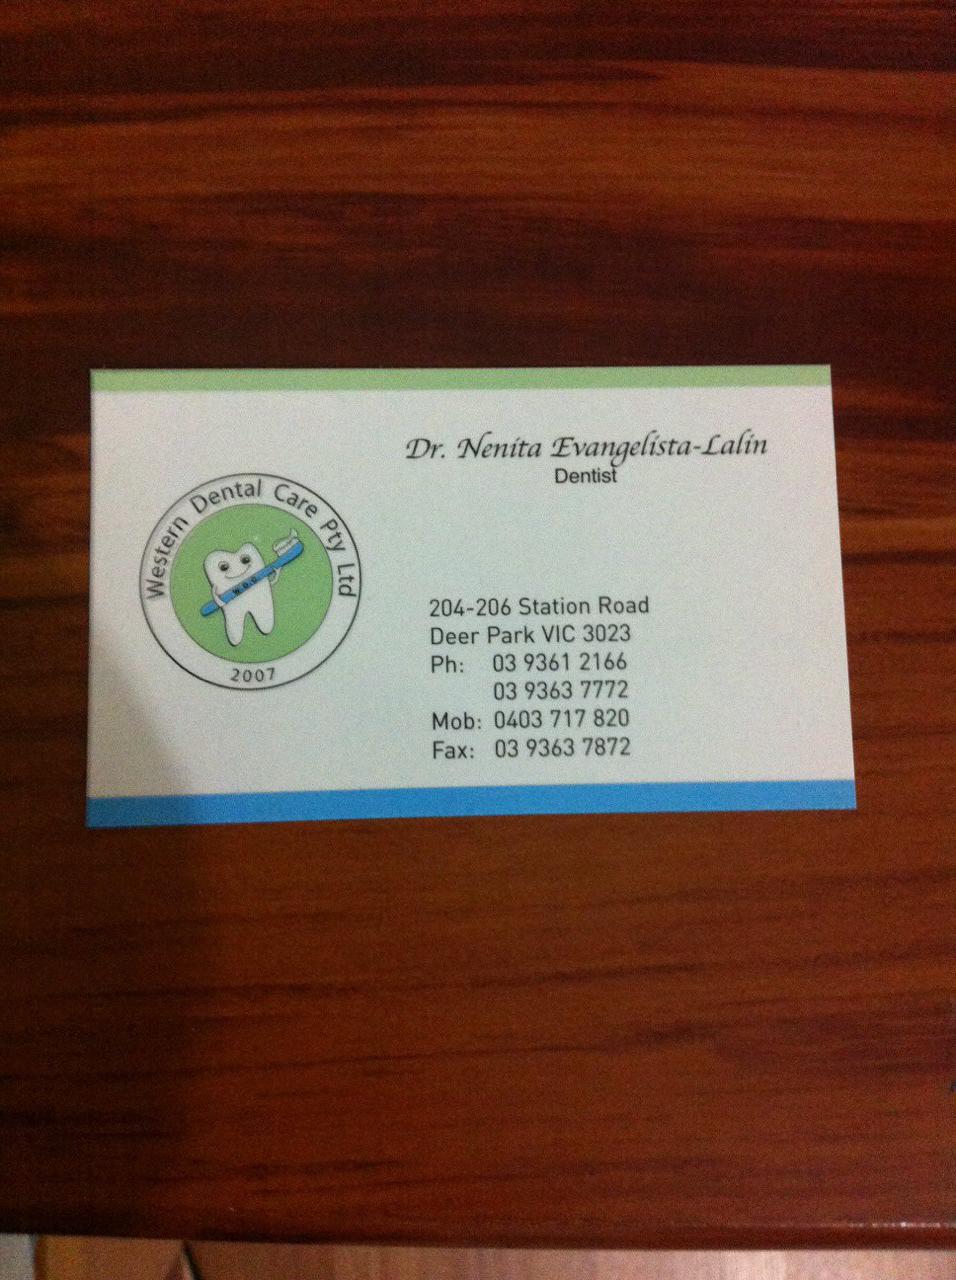 Dr. Nenita Evangelista-Lalin
Dentist
Western Dental Care Pty Ltd
2007
204-206 Station Road
Deer Park VIC 3023
Ph: 03 9361 2166
03 9363 7772
Mob: 0403 717 820
Fax: 03 9363 7872